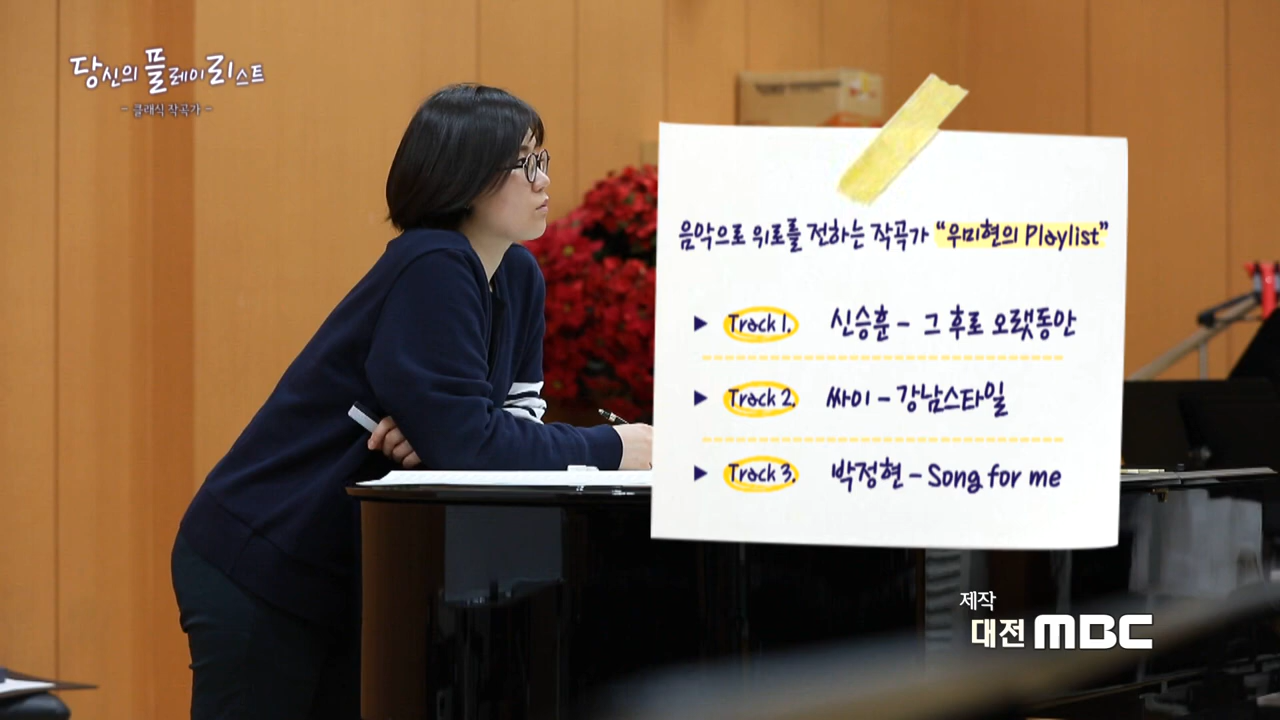 당신의 플레이리스트
- 클래식 작곡가 -
음악으로 위로를 전하는 작곡가 “우미현의 Playlist”
▶ Track 1. 신승훈 - 그 후로 오랫동안
▶ Track 2. 싸이 - 강남스타일
▶ Track 3. 박정현 - Song for me
제작
대전 MBC